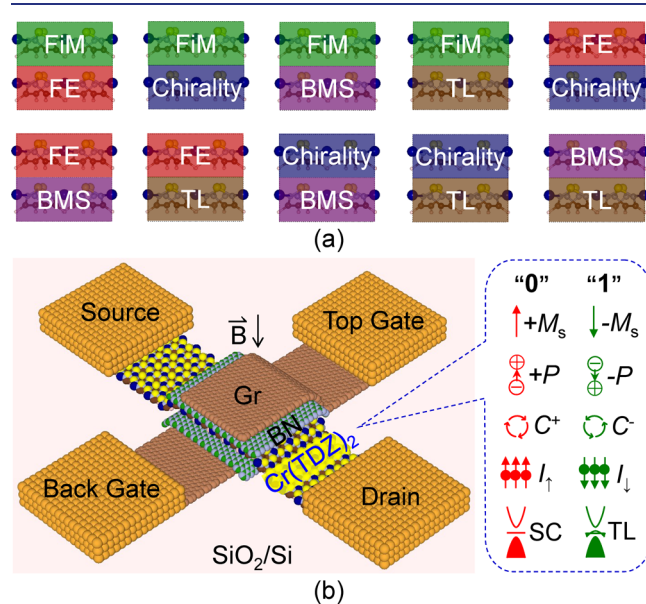 FiM FiM FiM FiM FE
FE Chirality BMS TL Chirality
FE FE Chirality Chirality BMS
BMS TL BMS TL TL
(a)
Source
B⃗
Top Gate
Gr
BN
Cr(TDZ)₂
Back Gate
Drain
SiO₂/Si
"0" "1"
+Mₛ -Mₛ
+P -P
C⁺ C⁻
I↑ I↓
SC TL
(b)